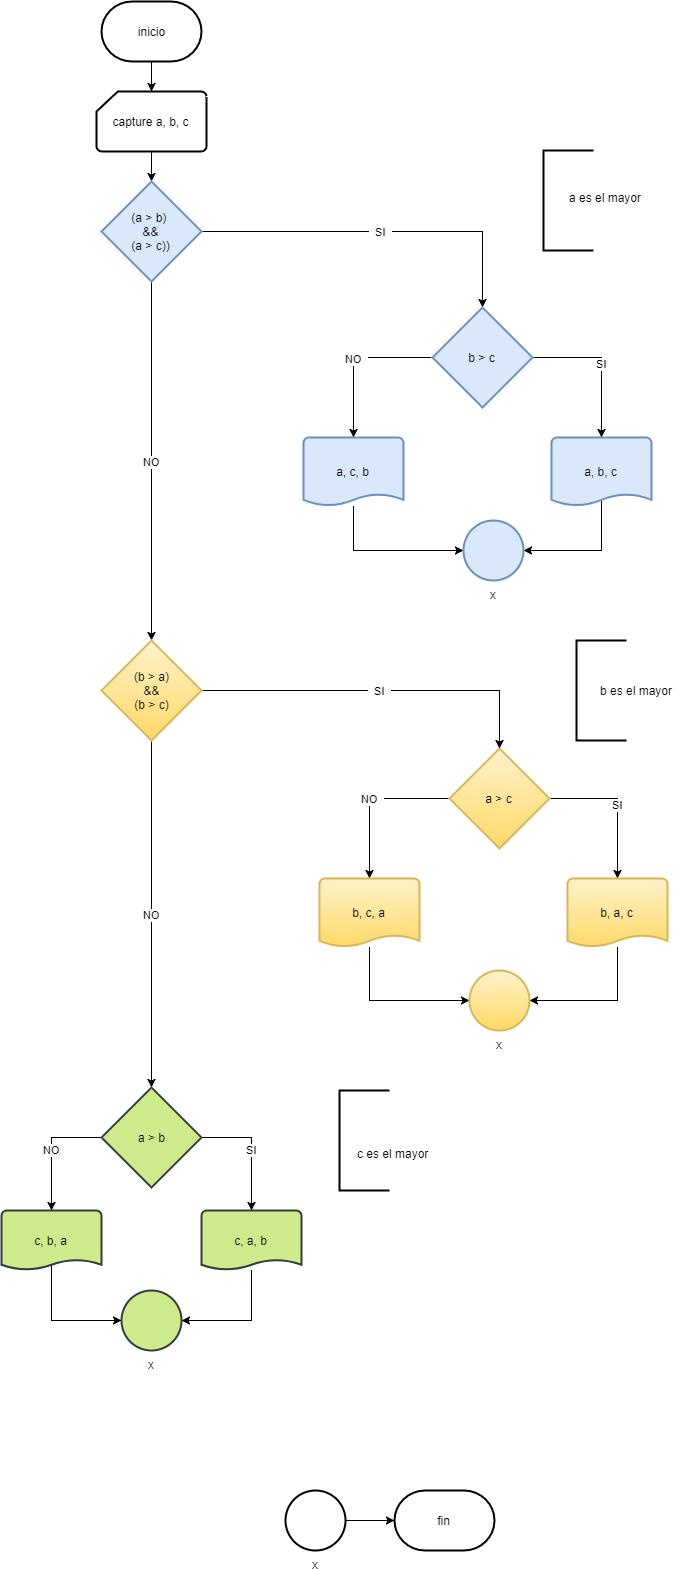 inicio
capture a, b, c
a es el mayor
(a > b)
&&
(a > c))
SI
b > c
NO
SI
a, c, b
a, b, c
NO
x
(b > a)
&&
(b > c)
SI
b es el mayor
a > c
NO
SI
b, c, a
b, a, c
NO
x
a > b
NO
SI
c es el mayor
c, b, a
c, a, b
x
fin
x